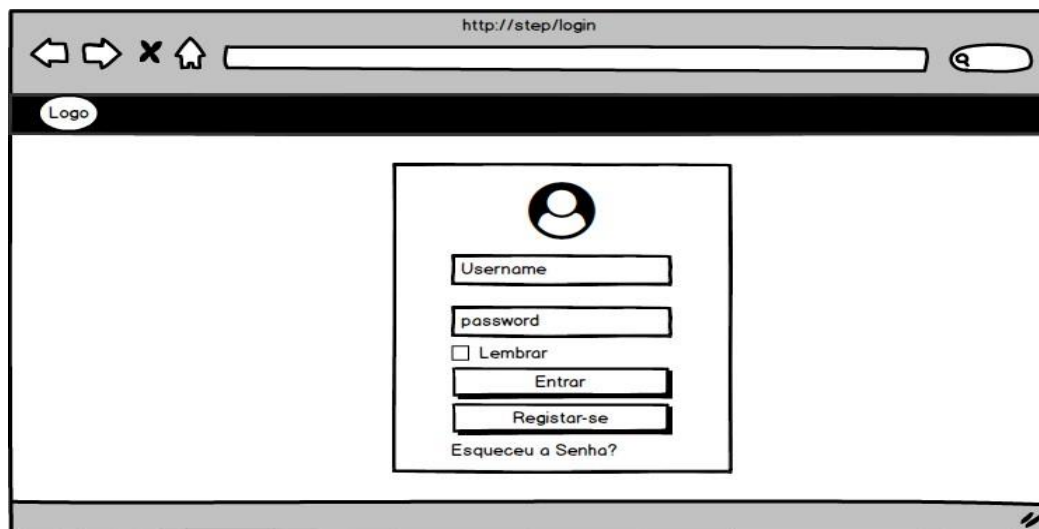 http://step/login
Logo
Username
password
Lembrar
Entrar
Registar-se
Esqueceu a Senha?